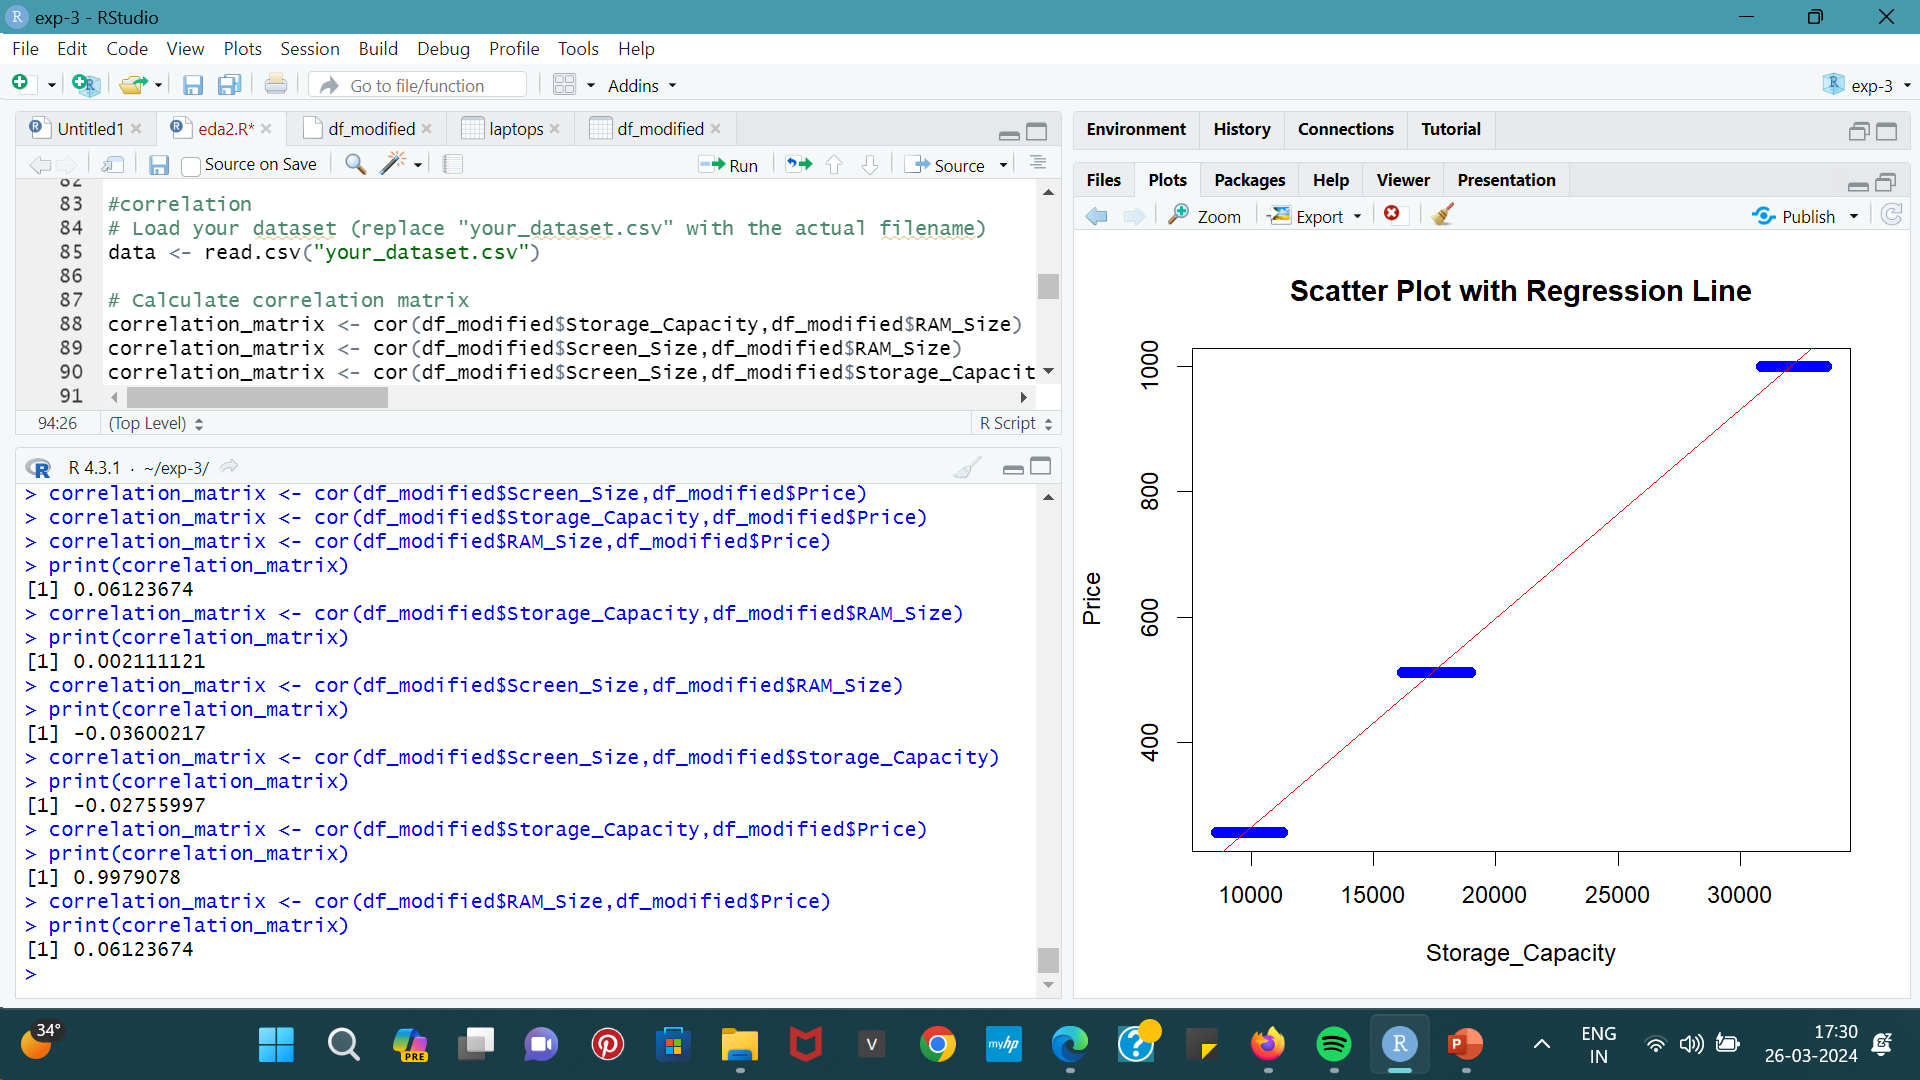 exp-3 - RStudio
File Edit Code View Plots Session Build Debug Profile Tools Help
Go to file/function
Addins
exp-3
Untitled1
eda2.R*
df_modified
laptops
df_modified
Source on Save
Run
Source
82
83 #correlation
84 # Load your dataset (replace "your_dataset.csv" with the actual filename)
85 data <- read.csv("your_dataset.csv")
86
87 # Calculate correlation matrix
88 correlation_matrix <- cor(df_modified$Storage_Capacity,df_modified$RAM_Size)
89 correlation_matrix <- cor(df_modified$Screen_Size,df_modified$RAM_Size)
90 correlation_matrix <- cor(df_modified$Screen_Size,df_modified$Storage_Capacit
91
94:26 (Top Level) R Script
R 4.3.1 · ~/exp-3/
> correlation_matrix <- cor(df_modified$Screen_Size,df_modified$Price)
> correlation_matrix <- cor(df_modified$Storage_Capacity,df_modified$Price)
> correlation_matrix <- cor(df_modified$RAM_Size,df_modified$Price)
> print(correlation_matrix)
[1] 0.06123674
> correlation_matrix <- cor(df_modified$Storage_Capacity,df_modified$RAM_Size)
> print(correlation_matrix)
[1] 0.002111121
> correlation_matrix <- cor(df_modified$Screen_Size,df_modified$RAM_Size)
> print(correlation_matrix)
[1] -0.03600217
> correlation_matrix <- cor(df_modified$Screen_Size,df_modified$Storage_Capacity)
> print(correlation_matrix)
[1] -0.02755997
> correlation_matrix <- cor(df_modified$Storage_Capacity,df_modified$Price)
> print(correlation_matrix)
[1] 0.9979078
> correlation_matrix <- cor(df_modified$RAM_Size,df_modified$Price)
> print(correlation_matrix)
[1] 0.06123674
>
Environment History Connections Tutorial
Files Plots Packages Help Viewer Presentation
Zoom Export Publish
Scatter Plot with Regression Line
1000
800
600
400
Price
10000 15000 20000 25000 30000
Storage_Capacity
34°
PRE
V
myhp
?
R
P
ENG
IN
17:30
26-03-2024